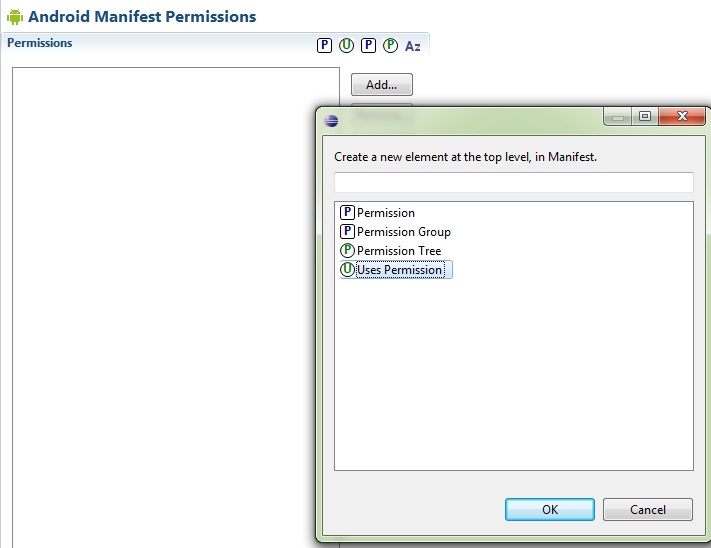 Android Manifest Permissions
Permissions
P U P P Az
Add...
Create a new element at the top level, in Manifest.
P Permission
P Permission Group
P Permission Tree
U Uses Permission
OK Cancel